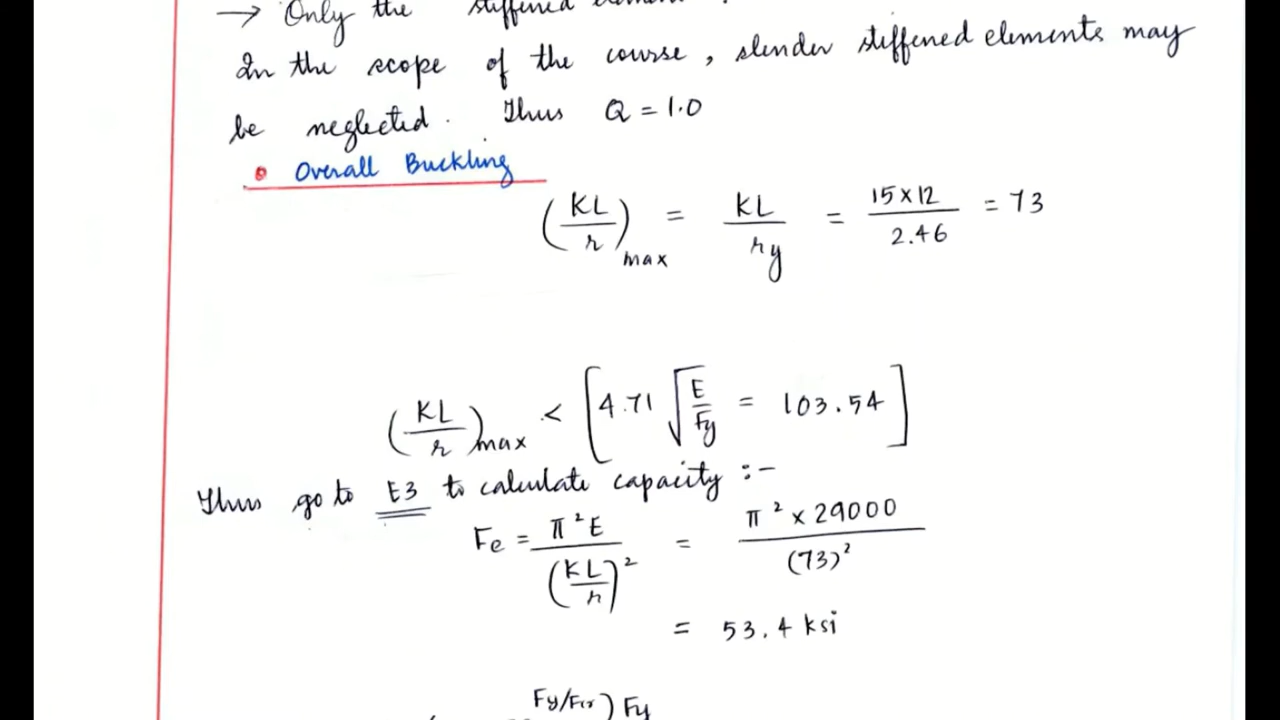 → Only the stiffened element
In the scope of the course, slender stiffened elements may
be neglected. Thus Q = 1.0
• Overall Buckling
(KL/r)max = KL/ry = 15×12/2.46 = 73
(KL/r)max < [4.71 √(E/Fy) = 103.54]
Thus go to E3 to calculate capacity :-
Fe = π²E/(KL/r)² = π² × 29000/(73)²
= 53.4 ksi
Fy/Fcr) Fy